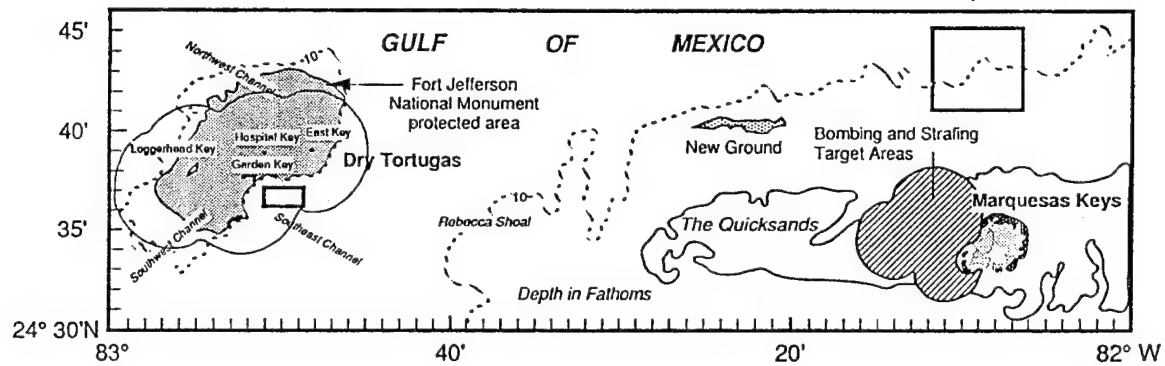 45'
GULF OF MEXICO
Northwest Channel
10
Fort Jefferson
National Monument
protected area
40'
Hospital Key
East Key
Loggerhead Key
Dry Tortugas
Garden Key
New Ground
Bombing and Strafing
Target Areas
10
Rebecca Shoal
The Quicksands
Marquesas Keys
35'
Southwest Channel
Southeast Channel
Depth in Fathoms
24° 30'N
83°
40'
20'
82° W